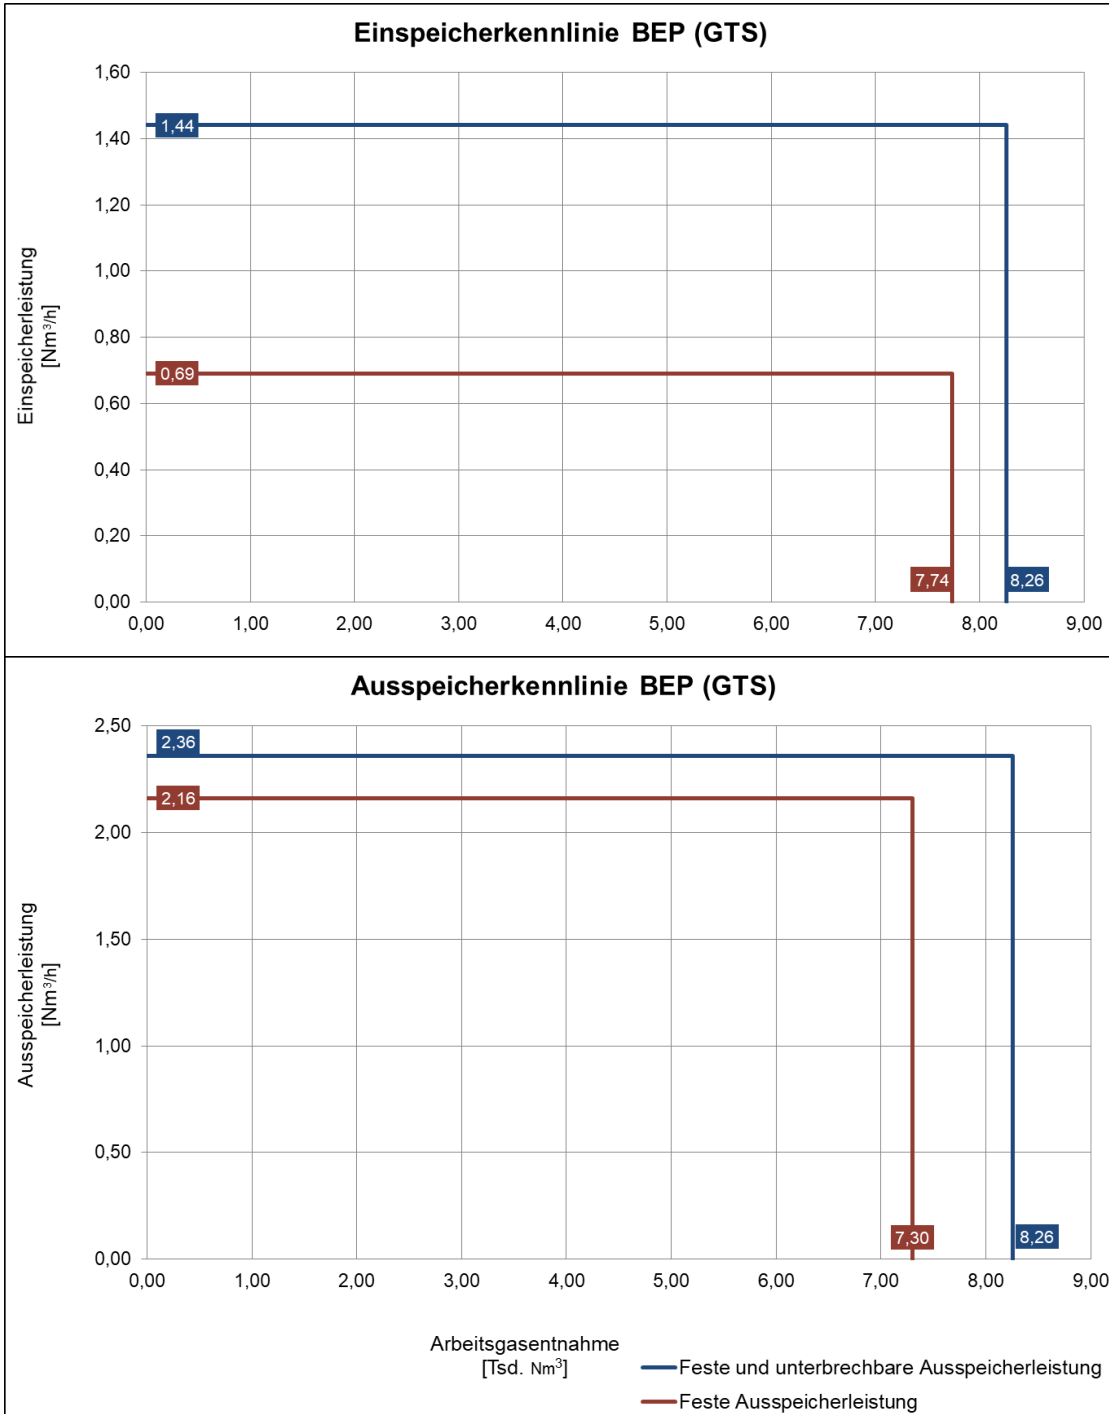 Einspeicherkennlinie BEP (GTS)
Einspeicherleistung
[Nm³/h]
1,60
1,44
1,40
1,20
1,00
0,80
0,69
0,60
0,40
0,20
7,74
8,26
0,00
0,00 1,00 2,00 3,00 4,00 5,00 6,00 7,00 8,00 9,00
Ausspeicherkennlinie BEP (GTS)
Ausspeicherleistung
[Nm³/h]
2,50
2,36
2,16
2,00
1,50
1,00
0,50
7,30
8,26
0,00
0,00 1,00 2,00 3,00 4,00 5,00 6,00 7,00 8,00 9,00
Arbeitsgasentnahme
[Tsd. Nm³]
Feste und unterbrechbare Ausspeicherleistung
Feste Ausspeicherleistung